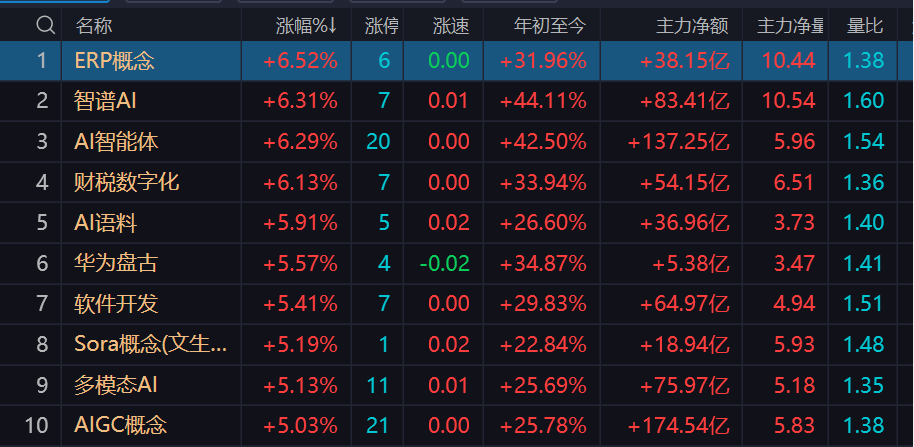 名称 涨幅%↓ 涨停 涨速 年初至今 主力净额 主力净量 量比
1 ERP概念 +6.52% 6 0.00 +31.96% +38.15亿 10.44 1.38
2 智谱AI +6.31% 7 0.01 +44.11% +83.41亿 10.54 1.60
3 AI智能体 +6.29% 20 0.00 +42.50% +137.25亿 5.96 1.54
4 财税数字化 +6.13% 7 0.00 +33.94% +54.15亿 6.51 1.36
5 AI语料 +5.91% 5 0.02 +26.60% +36.96亿 3.73 1.40
6 华为盘古 +5.57% 4 -0.02 +34.87% +5.38亿 3.47 1.41
7 软件开发 +5.41% 7 0.00 +29.83% +64.97亿 4.94 1.51
8 Sora概念(文生... +5.19% 1 0.02 +22.84% +18.94亿 5.93 1.48
9 多模态AI +5.13% 11 0.01 +25.69% +75.97亿 5.18 1.35
10 AIGC概念 +5.03% 21 0.00 +25.78% +174.54亿 5.83 1.38